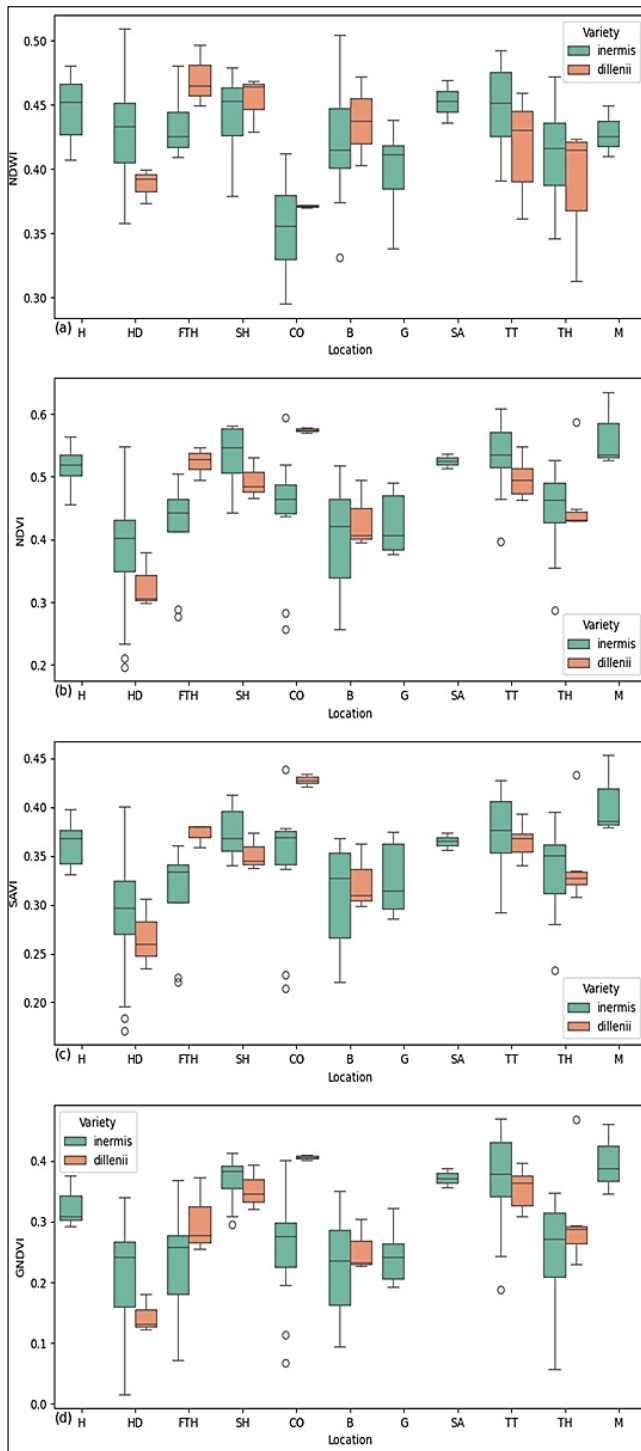 Variety
inermis
dillenii
0.50
0.45
0.40
0.35
0.30
NDWI
(a)
H HD FTH SH CO B G SA TT TH M
Location
0.6
0.5
0.4
0.3
0.2
NDVI
Variety
inermis
dillenii
(b)
H HD FTH SH CO B G SA TT TH M
Location
0.45
0.40
0.35
0.30
0.25
0.20
SAVI
Variety
inermis
dillenii
(c)
H HD FTH SH CO B G SA TT TH M
Location
Variety
inermis
dillenii
0.4
0.3
0.2
0.1
0.0
GNDVI
(d)
H HD FTH SH CO B G SA TT TH M
Location